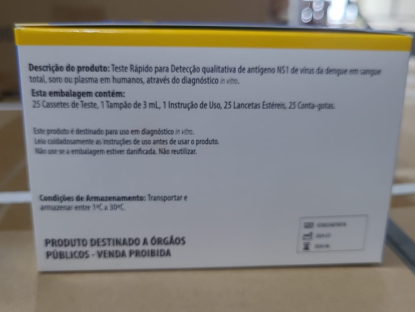 Descrição do produto: Teste Rápido para Detecção qualitativa de antígeno NS1 de vírus da dengue em sangue
total, soro ou plasma em humanos, através do diagnóstico in vitro.
Esta embalagem contém:
25 Cassetes de Teste, 1 Tampão de 3 mL, 1 Instrução de Uso, 25 Lancetas Estéreis, 25 Conta-gotas.
Este produto é destinado para uso em diagnóstico in vitro.
Leia cuidadosamente as instruções de uso antes de usar o produto.
Não use se a embalagem estiver danificada. Não reutilizar.
Condições de Armazenamento: Transportar e
armazenar entre 1ºC a 30ºC.
PRODUTO DESTINADO A ÓRGÃOS
PÚBLICOS - VENDA PROIBIDA